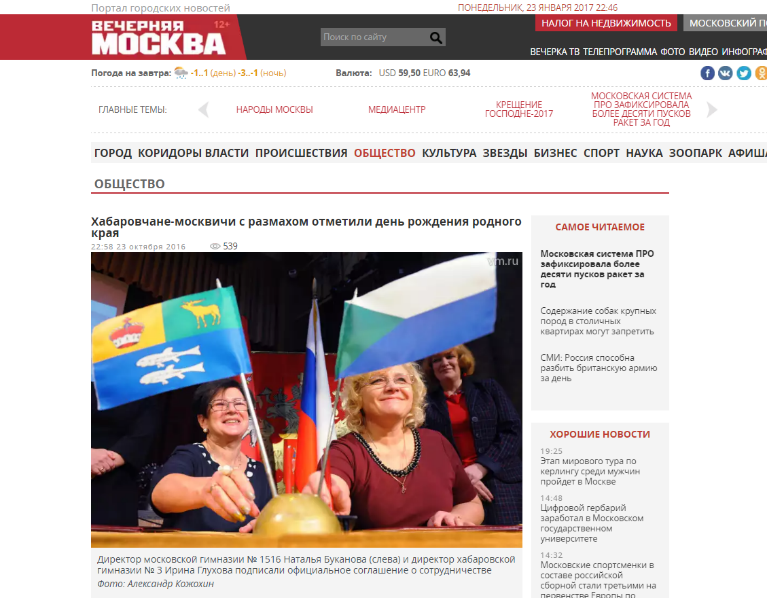 Портал городских новостей
ПОНЕДЕЛЬНИК, 23 ЯНВАРЯ 2017 22:46
ВЕЧЕРНЯЯ 12+
МОСКВА
Поиск по сайту
НАЛОГ НА НЕДВИЖИМОСТЬ
МОСКОВСКИЙ П
ВЕЧЕРКА ТВ ТЕЛЕПРОГРАММА ФОТО ВИДЕО ИНФОГРАФ
Погода на завтра: -1..1 (день) -3..-1 (ночь)
Валюта: USD 59,50 EURO 63,94
ГЛАВНЫЕ ТЕМЫ:
НАРОДЫ МОСКВЫ
МЕДИАЦЕНТР
КРЕЩЕНИЕ
ГОСПОДНЕ-2017
МОСКОВСКАЯ СИСТЕМА
ПРО ЗАФИКСИРОВАЛА
БОЛЕЕ ДЕСЯТИ ПУСКОВ
РАКЕТ ЗА ГОД
ГОРОД КОРИДОРЫ ВЛАСТИ ПРОИСШЕСТВИЯ ОБЩЕСТВО КУЛЬТУРА ЗВЕЗДЫ БИЗНЕС СПОРТ НАУКА ЗООПАРК АФИША
ОБЩЕСТВО
Хабаровчане-москвичи с размахом отметили день рождения родного
края
22:58 23 октября 2016 539
vm.ru
Директор московской гимназии № 1516 Наталья Буканова (слева) и директор хабаровской
гимназии № 3 Ирина Глухова подписали официальное соглашение о сотрудничестве
Фото: Александр Кожохин
САМОЕ ЧИТАЕМОЕ
Московская система ПРО
зафиксировала более
десяти пусков ракет за
год
Содержание собак крупных
пород в столичных
квартирах могут запретить
СМИ: Россия способна
разбить британскую армию
за день
ХОРОШИЕ НОВОСТИ
19:25
Этап мирового тура по
керлингу среди мужчин
пройдет в Москве
14:48
Цифровой гербарий
заработал в Московском
государственном
университете
14:32
Московские спортсменки в
составе российской
сборной стали третьими на
первенстве Европы по